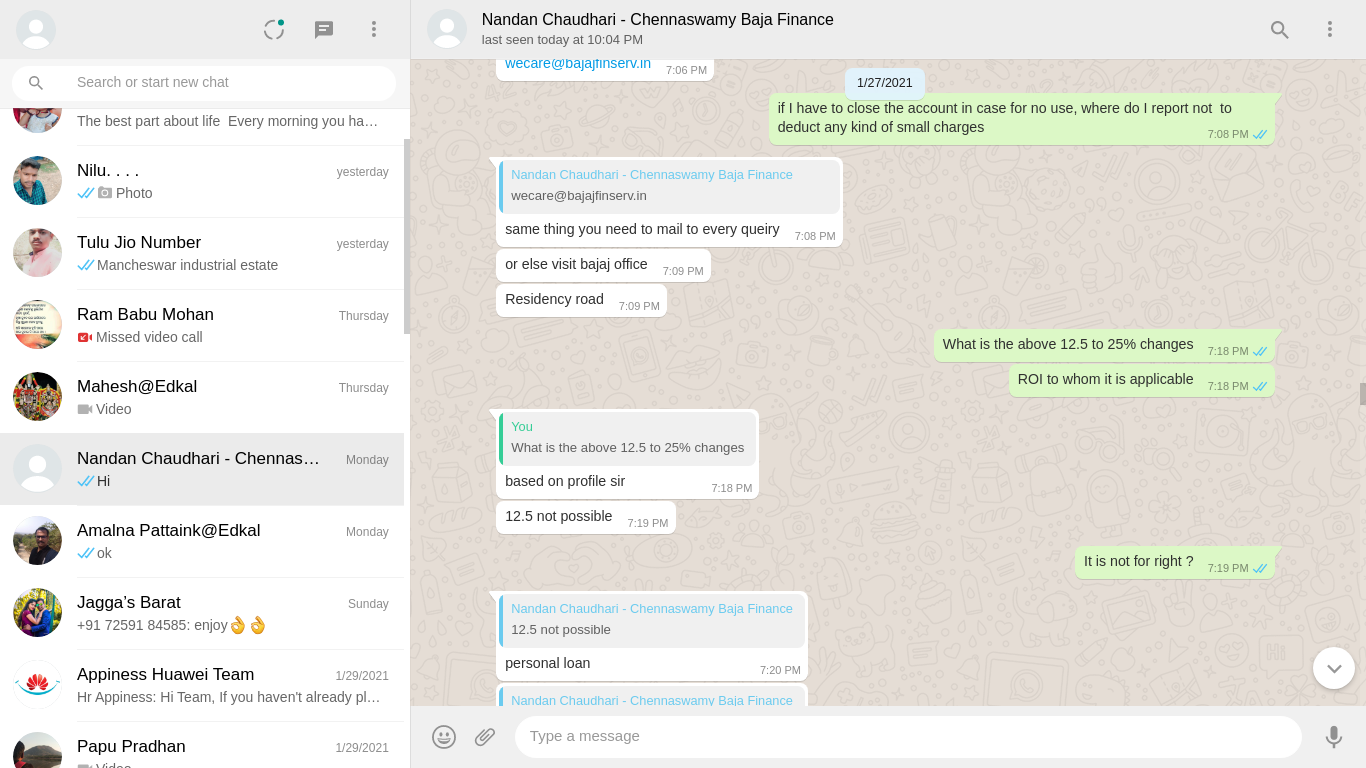 Search or start new chat
The best part about life  Every morning you ha…
Nilu. . . .
yesterday
Photo
Tulu Jio Number
yesterday
Mancheswar industrial estate
Ram Babu Mohan
Thursday
Missed video call
Mahesh@Edkal
Thursday
Video
Nandan Chaudhari - Chennas…
Monday
Hi
Amalna Pattaink@Edkal
Monday
ok
Jagga’s Barat
Sunday
+91 72591 84585: enjoy👌👌
Appiness Huawei Team
1/29/2021
Hr Appiness: Hi Team, If you haven't already pl…
Papu Pradhan
1/29/2021
Video
Nandan Chaudhari - Chennaswamy Baja Finance
last seen today at 10:04 PM
wecare@bajajfinserv.in
7:06 PM
1/27/2021
if I have to close the account in case for no use, where do I report not  to
deduct any kind of small charges
7:08 PM
Nandan Chaudhari - Chennaswamy Baja Finance
wecare@bajajfinserv.in
same thing you need to mail to every queiry
7:08 PM
or else visit bajaj office
7:09 PM
Residency road
7:09 PM
What is the above 12.5 to 25% changes
7:18 PM
ROI to whom it is applicable
7:18 PM
You
What is the above 12.5 to 25% changes
based on profile sir
7:18 PM
12.5 not possible
7:19 PM
It is not for right ?
7:19 PM
Nandan Chaudhari - Chennaswamy Baja Finance
12.5 not possible
personal loan
7:20 PM
Nandan Chaudhari - Chennaswamy Baja Finance
Type a message